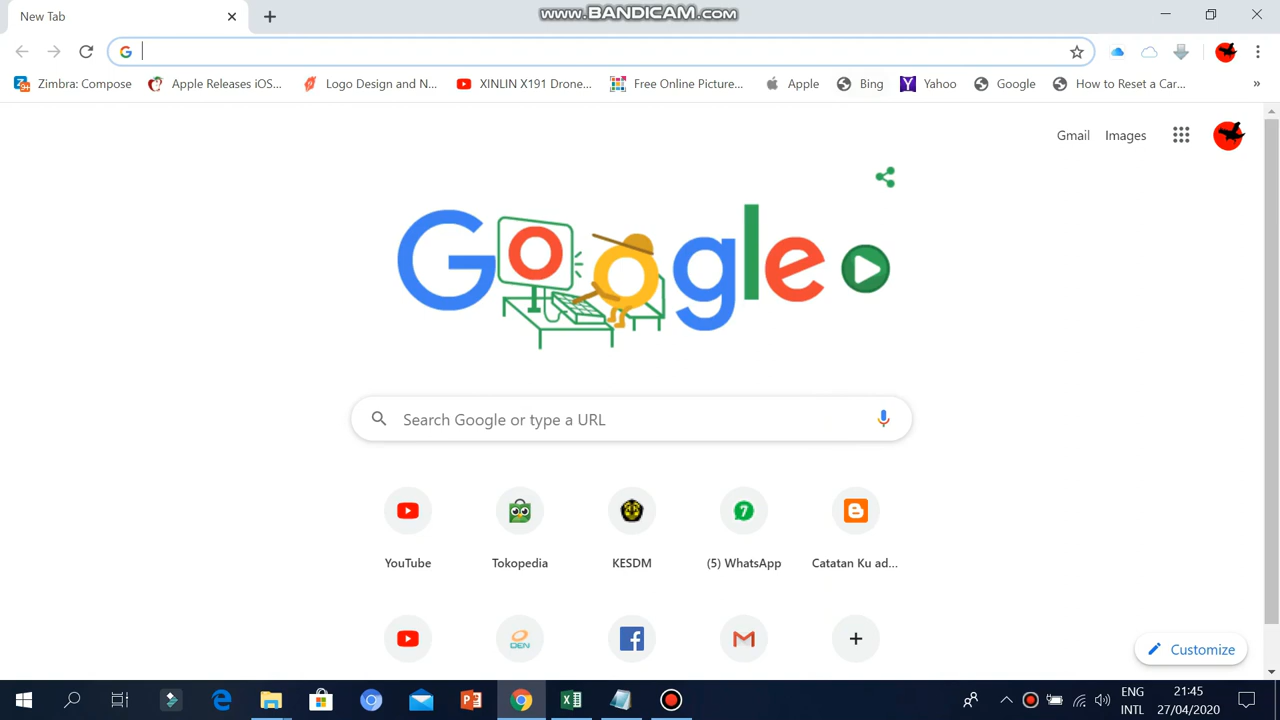 New Tab
www.BANDICAM.com
Zimbra: Compose
Apple Releases iOS...
Logo Design and N...
XINLIN X191 Drone...
Free Online Picture...
Apple
Bing
Yahoo
Google
How to Reset a Car...
»
Gmail
Images
Google
Search Google or type a URL
YouTube
Tokopedia
KESDM
(5) WhatsApp
Catatan Ku ad...
DEN
Customize
ENG
INTL
21:45
27/04/2020